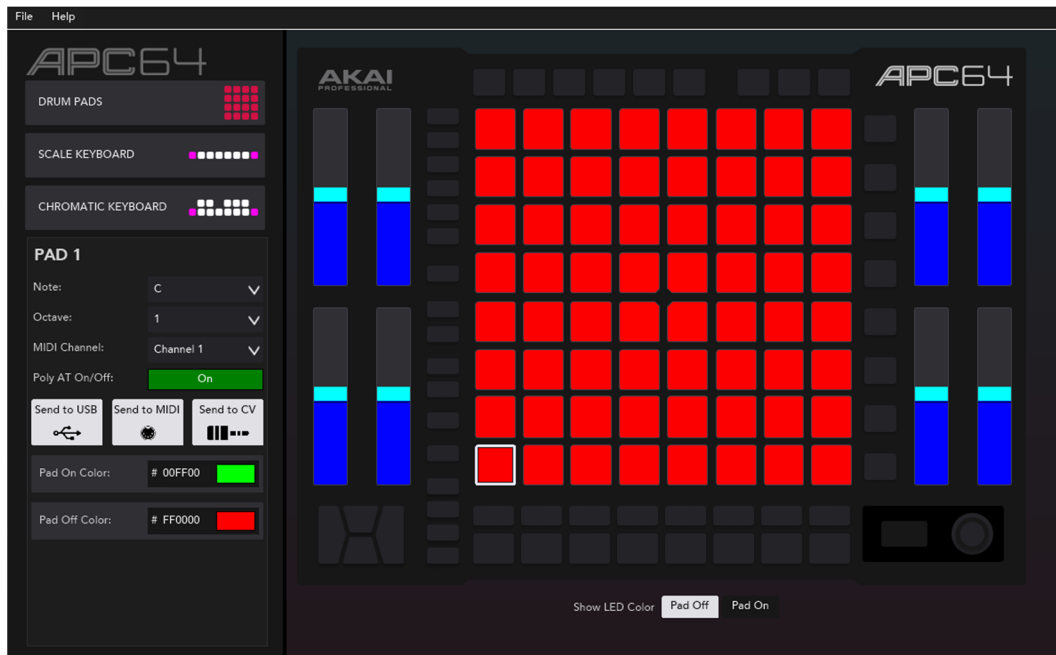 File Help
APC64
DRUM PADS
SCALE KEYBOARD
CHROMATIC KEYBOARD
PAD 1
Note: C
Octave: 1
MIDI Channel: Channel 1
Poly AT On/Off: On
Send to USB Send to MIDI Send to CV
Pad On Color: # 00FF00
Pad Off Color: # FF0000
AKAI
PROFESSIONAL
APC64
Show LED Color Pad Off Pad On